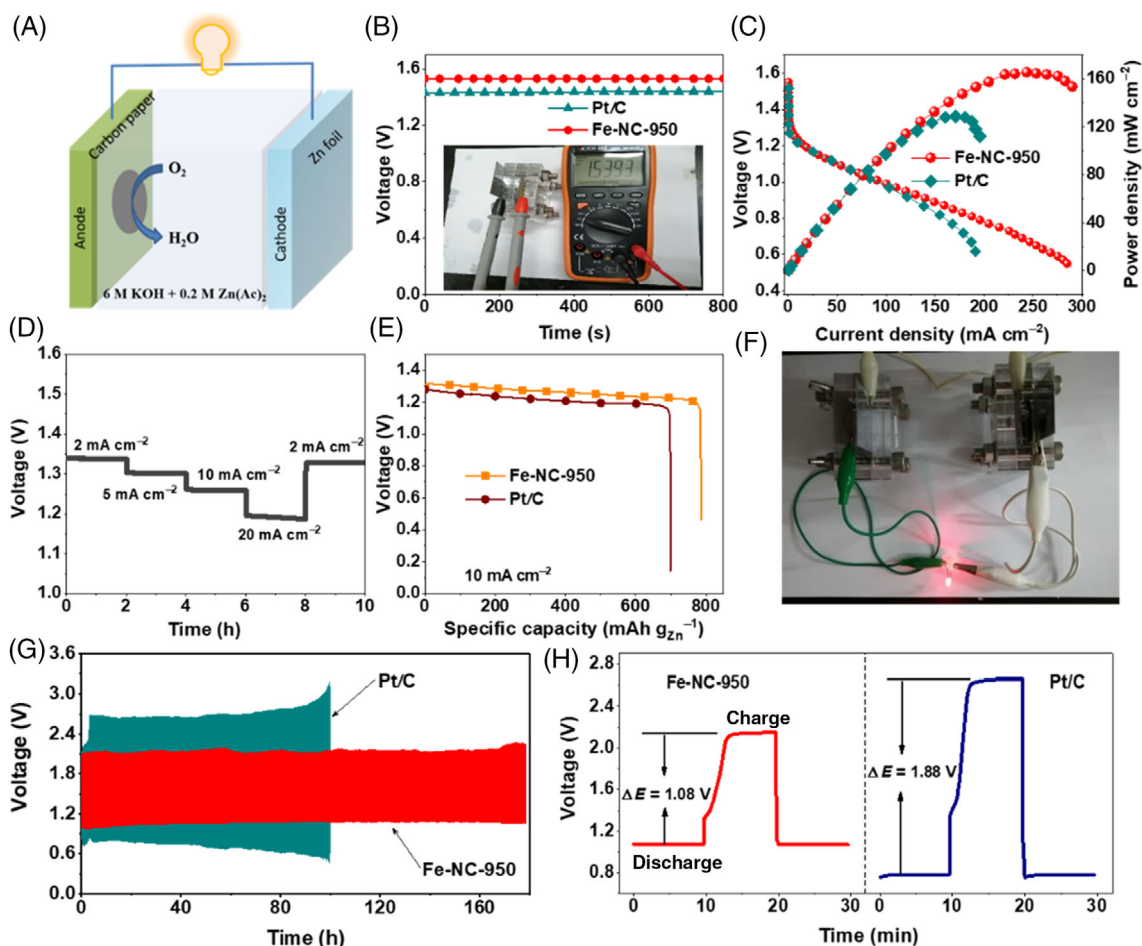 (A)
Carbon paper
Zn foil
O₂
H₂O
Anode
Cathode
6 M KOH + 0.2 M Zn(Ac)₂
(B)
Voltage (V)
1.6
1.2
0.8
0.4
0.0
Pt/C
Fe-NC-950
1.5393
0 200 400 600 800
Time (s)
(C)
Voltage (V)
1.6
1.4
1.2
1.0
0.8
0.6
0.4
Fe-NC-950
Pt/C
160
120
80
40
0
Power density (mW cm⁻²)
0 50 100 150 200 250 300
Current density (mA cm⁻²)
(D)
Voltage (V)
1.6
1.5
1.4
1.3
1.2
1.1
1.0
2 mA cm⁻²
5 mA cm⁻²
10 mA cm⁻²
20 mA cm⁻²
2 mA cm⁻²
0 2 4 6 8 10
Time (h)
(E)
Voltage (V)
1.6
1.4
1.2
1.0
0.8
0.6
0.4
0.2
0.0
Fe-NC-950
Pt/C
10 mA cm⁻²
0 200 400 600 800
Specific capacity (mAh gZn⁻¹)
(F)
(G)
Voltage (V)
3.6
3.0
2.4
1.8
1.2
0.6
0.0
Pt/C
Fe-NC-950
0 40 80 120 160
Time (h)
(H)
Voltage (V)
2.8
2.4
2.0
1.6
1.2
0.8
Fe-NC-950
Charge
Δ E = 1.08 V
Discharge
Pt/C
Δ E = 1.88 V
0 10 20 30 0 10 20 30
Time (min)